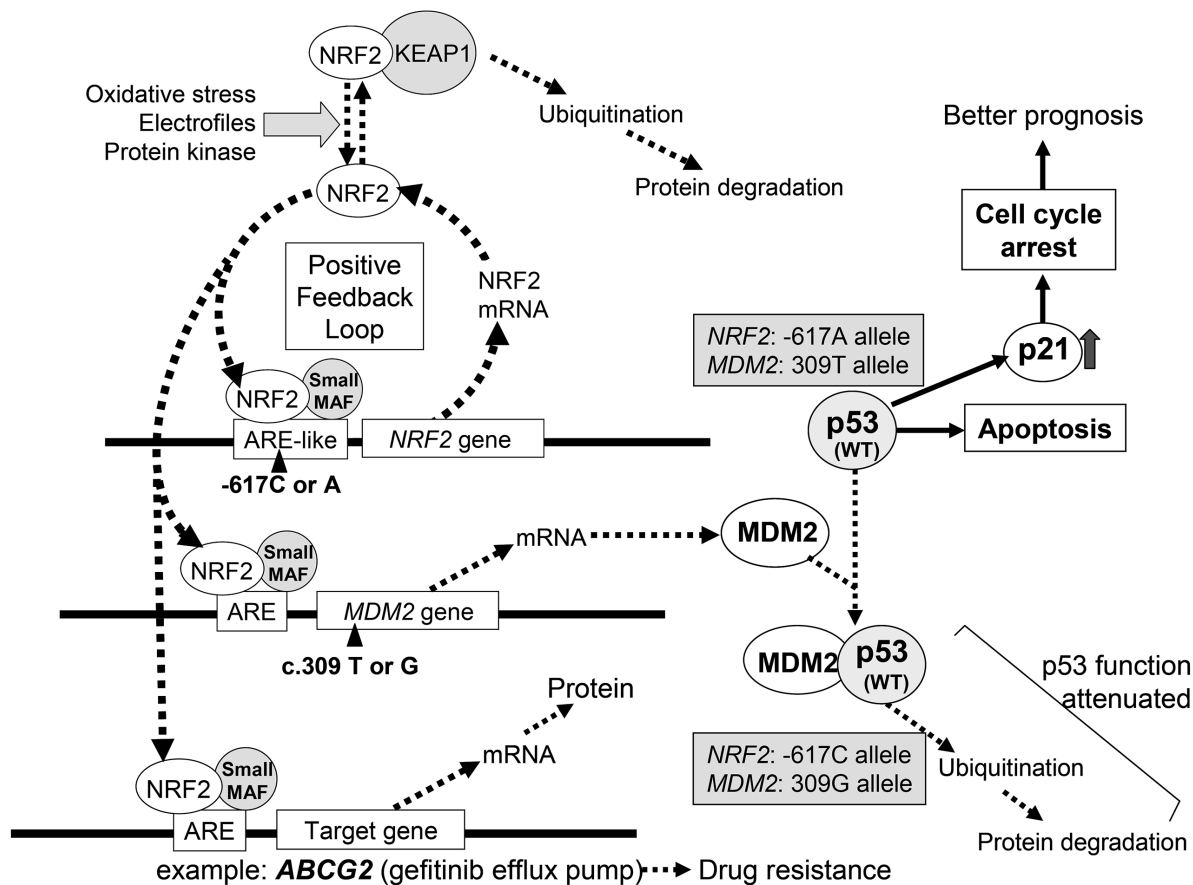 NRF2
KEAP1
Oxidative stress
Electrofiles
Protein kinase
Ubiquitination
Protein degradation
NRF2
Positive
Feedback
Loop
NRF2
mRNA
NRF2
Small
MAF
ARE-like
NRF2 gene
-617C or A
NRF2
Small
MAF
ARE
MDM2 gene
c.309 T or G
mRNA
MDM2
NRF2
Small
MAF
ARE
Target gene
mRNA
Protein
example: ABCG2 (gefitinib efflux pump)
Drug resistance
Better prognosis
Cell cycle
arrest
p21
NRF2: -617A allele
MDM2: 309T allele
p53
(WT)
Apoptosis
MDM2
p53
(WT)
p53 function
attenuated
NRF2: -617C allele
MDM2: 309G allele
Ubiquitination
Protein degradation